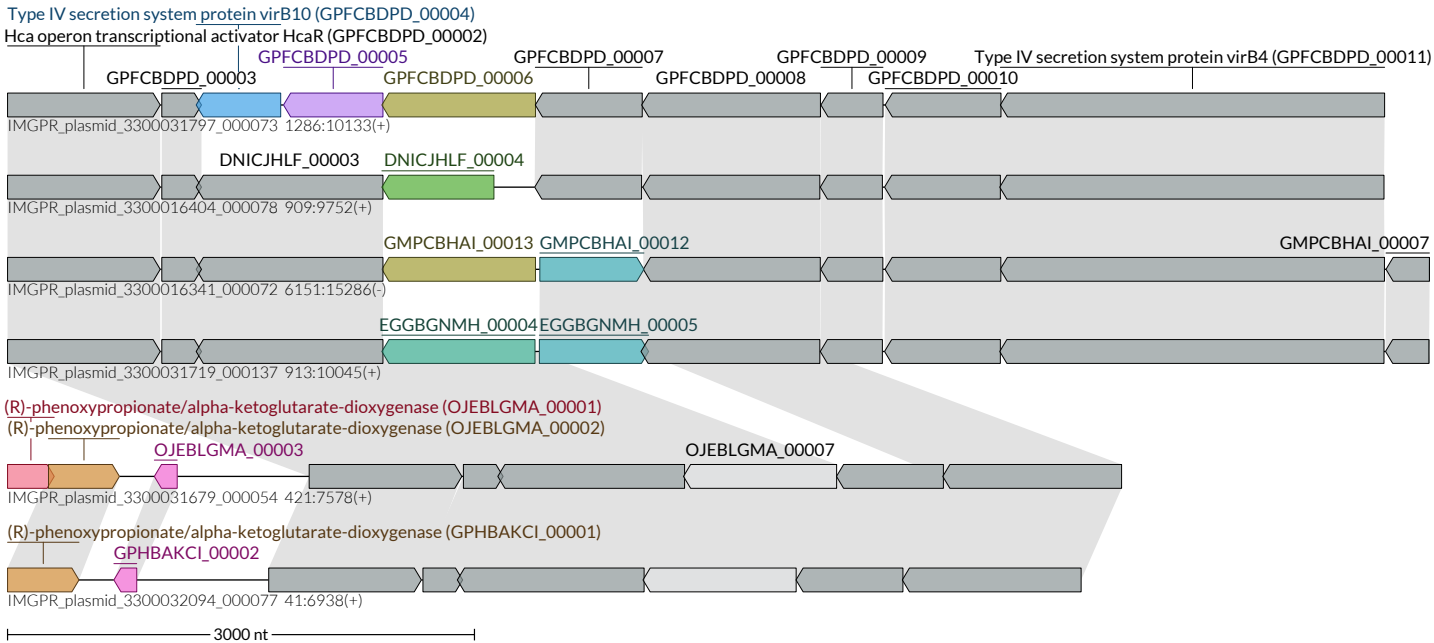 Type IV secretion system protein virB10 (GPFCBDPD_00004)
Hca operon transcriptional activator HcaR (GPFCBDPD_00002)
GPFCBDPD_00005 GPFCBDPD_00007 GPFCBDPD_00009 Type IV secretion system protein virB4 (GPFCBDPD_00011)
GPFCBDPD_00003 GPFCBDPD_00006 GPFCBDPD_00008 GPFCBDPD_00010
IMGPR_plasmid_3300031797_000073 1286:10133(+)
DNICJHLF_00003 DNICJHLF_00004
IMGPR_plasmid_3300016404_000078 909:9752(+)
GMPCBHAI_00013 GMPCBHAI_00012 GMPCBHAI_00007
IMGPR_plasmid_3300016341_000072 6151:15286(-)
EGGBGNMH_00004 EGGBGNMH_00005
IMGPR_plasmid_3300031719_000137 913:10045(+)
(R)-phenoxypropionate/alpha-ketoglutarate-dioxygenase (OJEBLGMA_00001)
(R)-phenoxypropionate/alpha-ketoglutarate-dioxygenase (OJEBLGMA_00002)
OJEBLGMA_00003 OJEBLGMA_00007
IMGPR_plasmid_3300031679_000054 421:7578(+)
(R)-phenoxypropionate/alpha-ketoglutarate-dioxygenase (GPHBAKCI_00001)
GPHBAKCI_00002
IMGPR_plasmid_3300032094_000077 41:6938(+)
3000 nt